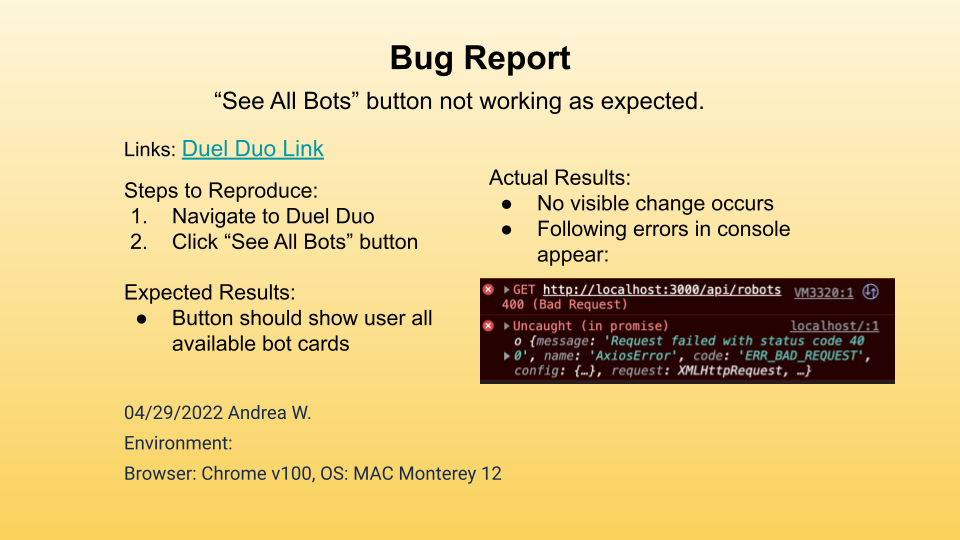 Bug Report
“See All Bots” button not working as expected.
Links: Duel Duo Link
Steps to Reproduce:
1. Navigate to Duel Duo
2. Click “See All Bots” button
Expected Results:
● Button should show user all
available bot cards
Actual Results:
● No visible change occurs
● Following errors in console
appear:
GET http://localhost:3000/api/robots VM3320:1
400 (Bad Request)
Uncaught (in promise) localhost/:1
o {message: 'Request failed with status code 40
0', name: 'AxiosError', code: 'ERR_BAD_REQUEST',
config: {…}, request: XMLHttpRequest, …}
04/29/2022 Andrea W.
Environment:
Browser: Chrome v100, OS: MAC Monterey 12